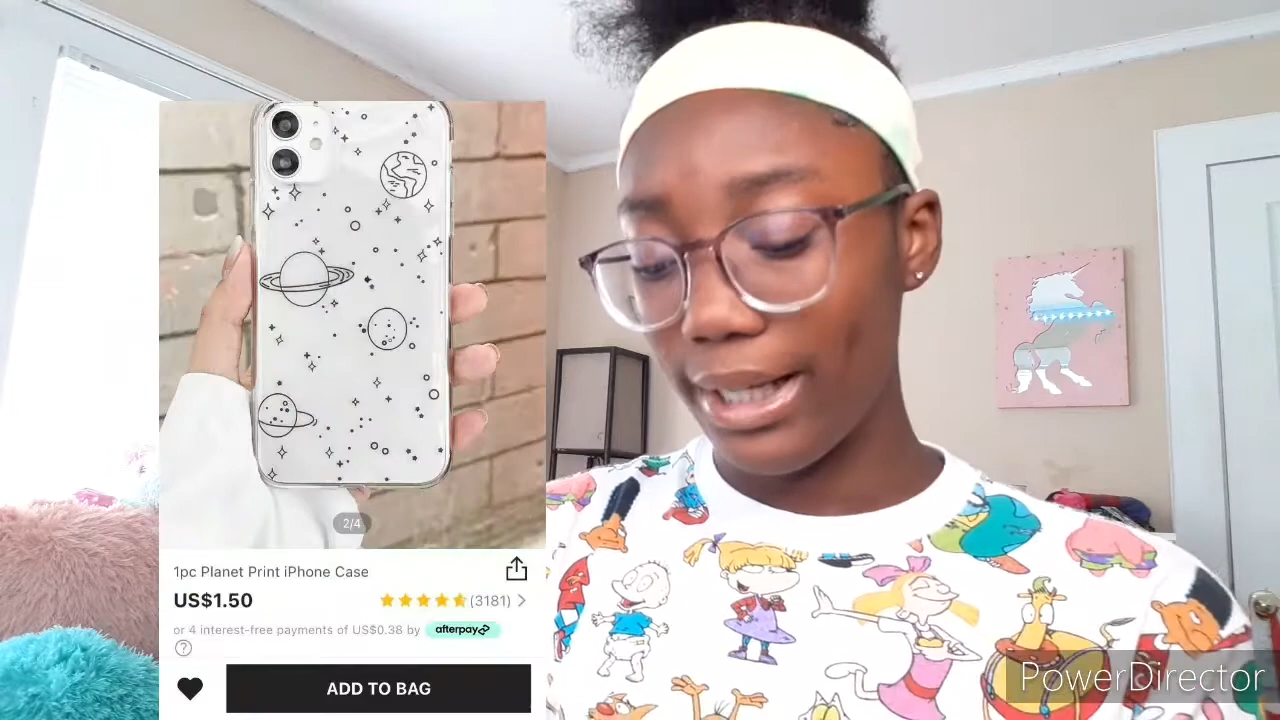 2/4
1pc Planet Print iPhone Case
US$1.50
(3181)
or 4 interest-free payments of US$0.38 by afterpay
?
ADD TO BAG
PowerDirector